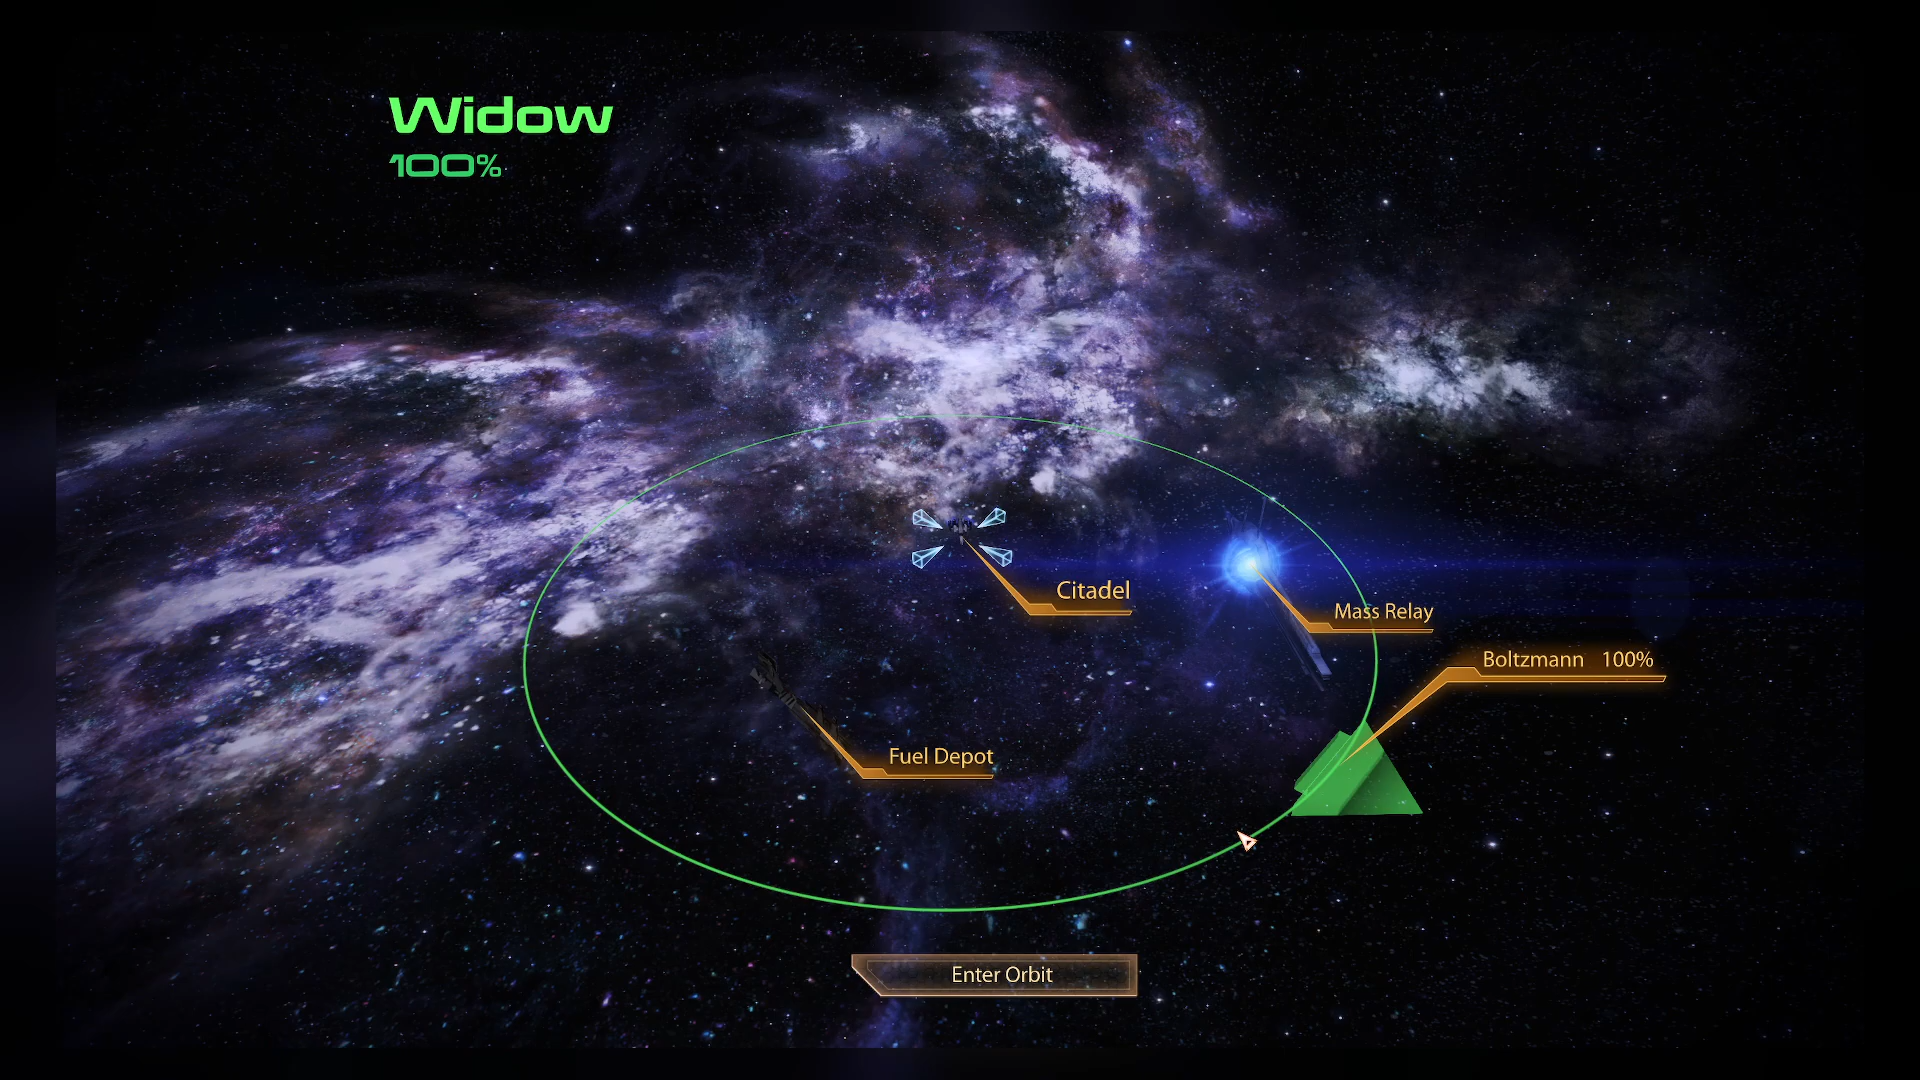 Widow
100%
Citadel
Mass Relay
Boltzmann 100%
Fuel Depot
Enter Orbit